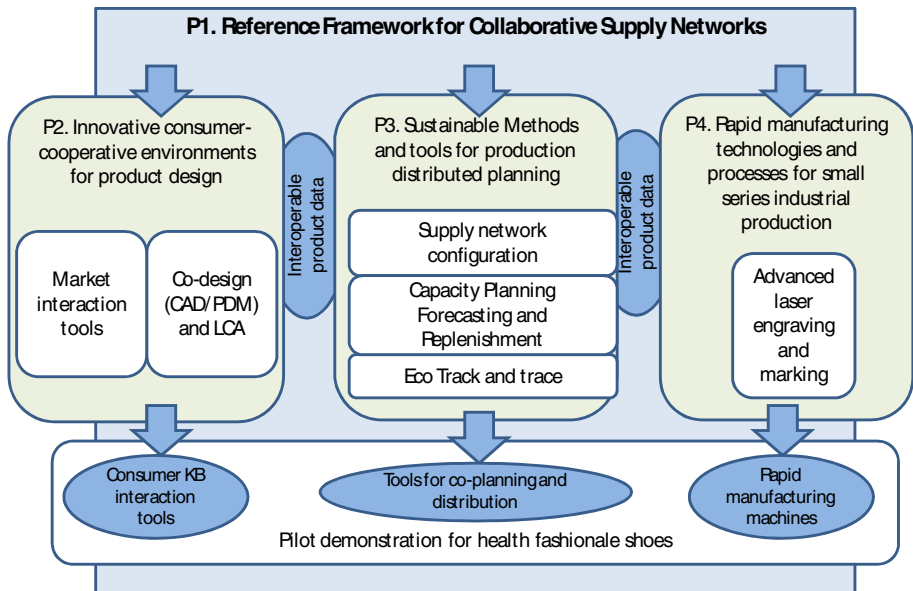 P1. Reference Framework for Collaborative Supply Networks
P2. Innovative consumer-
cooperative environments
for product design
Market
interaction
tools
Co-design
(CAD/PDM)
and LCA
Interoperable
product data
P3. Sustainable Methods
and tools for production
distributed planning
Supply network
configuration
Capacity Planning
Forecasting and
Replenishment
Eco Track and trace
Interoperable
product data
P4. Rapid manufacturing
technologies and
processes for small
series industrial
production
Advanced
laser
engraving
and
marking
Consumer KB
interaction
tools
Tools for co-planning and
distribution
Rapid
manufacturing
machines
Pilot demonstration for health fashionale shoes